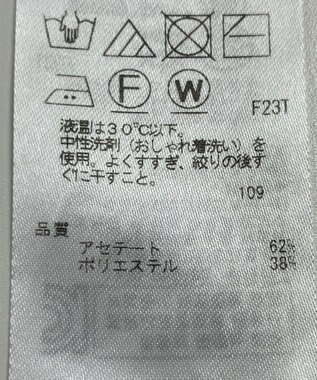 F
W
F23T
液温は30℃以下。
中性洗剤(おしゃれ着洗い)を
使用。よくすすぎ、絞りの後す
ぐに干すこと。
109
品質
アセテート 62%
ポリエステル 38%